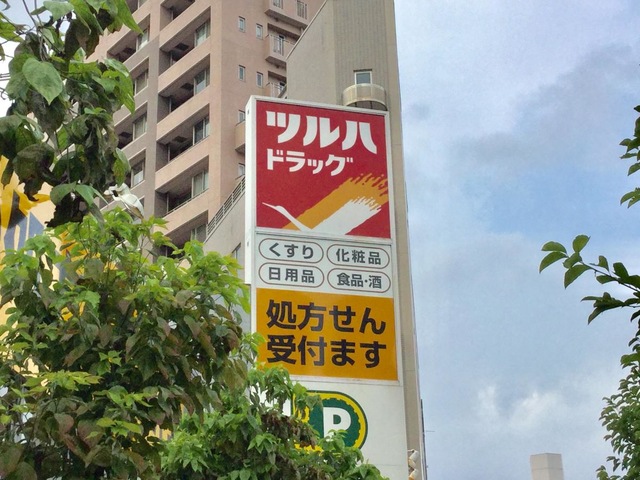 ツルハ
ドラッグ
くすり 化粧品
日用品 食品・酒
処方せん
受付ます
P